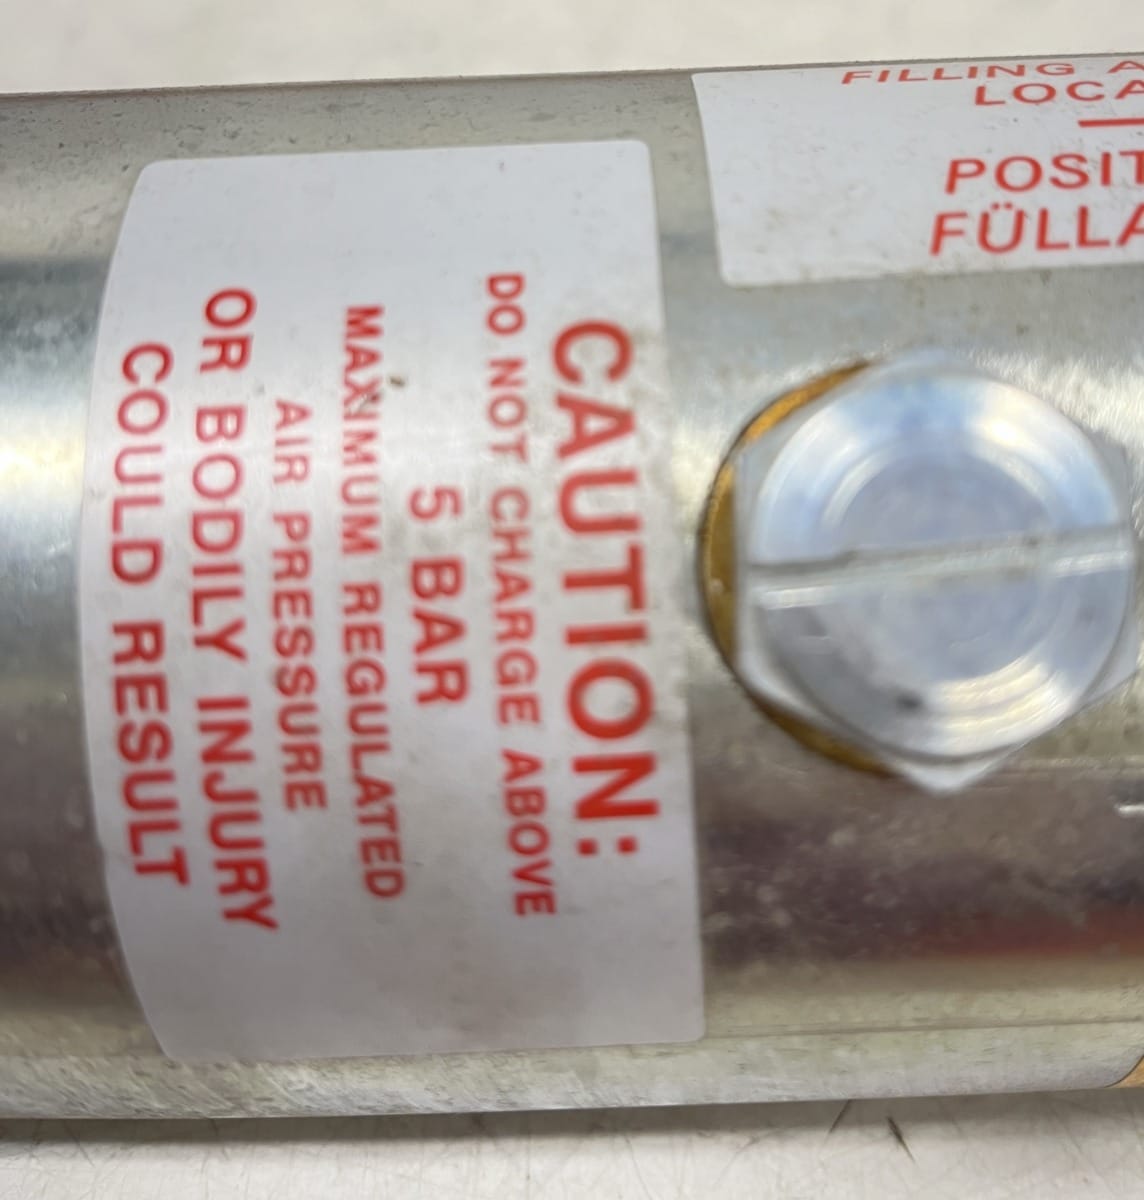 CAUTION:
DO NOT CHARGE ABOVE
5 BAR
MAXIMUM REGULATED
AIR PRESSURE
OR BODILY INJURY
COULD RESULT
FILLING A
LOCA
POSIT
FÜLLA